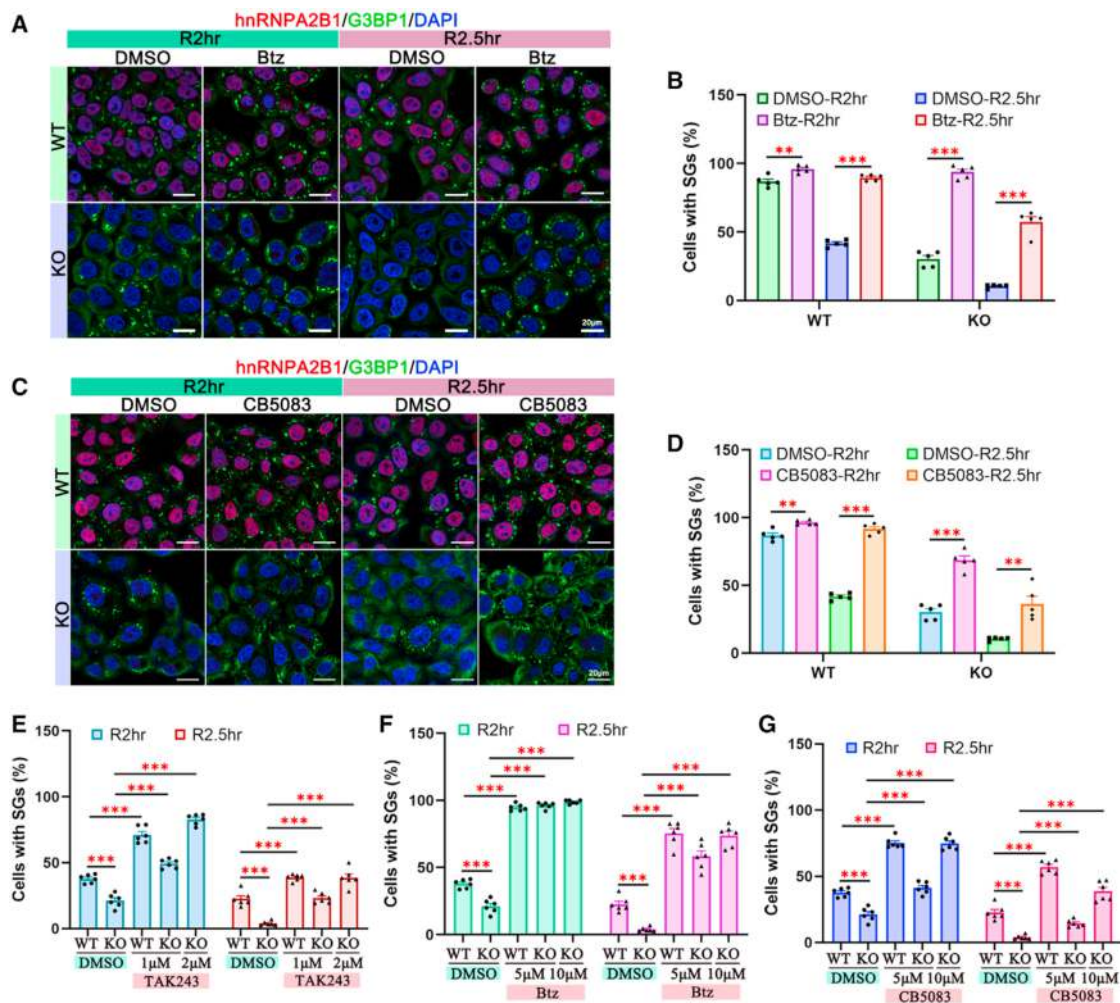 A
hnRNPA2B1/G3BP1/DAPI
R2hr R2.5hr
DMSO Btz DMSO Btz
WT
KO
20μm
B
Cells with SGs (%)
DMSO-R2hr DMSO-R2.5hr
Btz-R2hr Btz-R2.5hr
150
100
50
0
** *** *** ***
WT KO
C
hnRNPA2B1/G3BP1/DAPI
R2hr R2.5hr
DMSO CB5083 DMSO CB5083
WT
KO
20μm
D
Cells with SGs (%)
DMSO-R2hr DMSO-R2.5hr
CB5083-R2hr CB5083-R2.5hr
150
100
50
0
** *** *** **
WT KO
E
Cells with SGs (%)
R2hr R2.5hr
150
100
50
0
*** *** *** ***
*** *** *** ***
WT KO WT KO KO WT KO WT KO KO
DMSO 1μM 2μM DMSO 1μM 2μM
TAK243 TAK243
F
Cells with SGs (%)
R2hr R2.5hr
150
100
50
0
*** *** *** ***
*** *** *** ***
WT KO WT KO KO WT KO WT KO KO
DMSO 5μM 10μM DMSO 5μM 10μM
Btz Btz
G
Cells with SGs (%)
R2hr R2.5hr
150
100
50
0
*** *** *** ***
*** *** *** ***
WT KO WT KO KO WT KO WT KO KO
DMSO 5μM 10μM DMSO 5μM 10μM
CB5083 CB5083